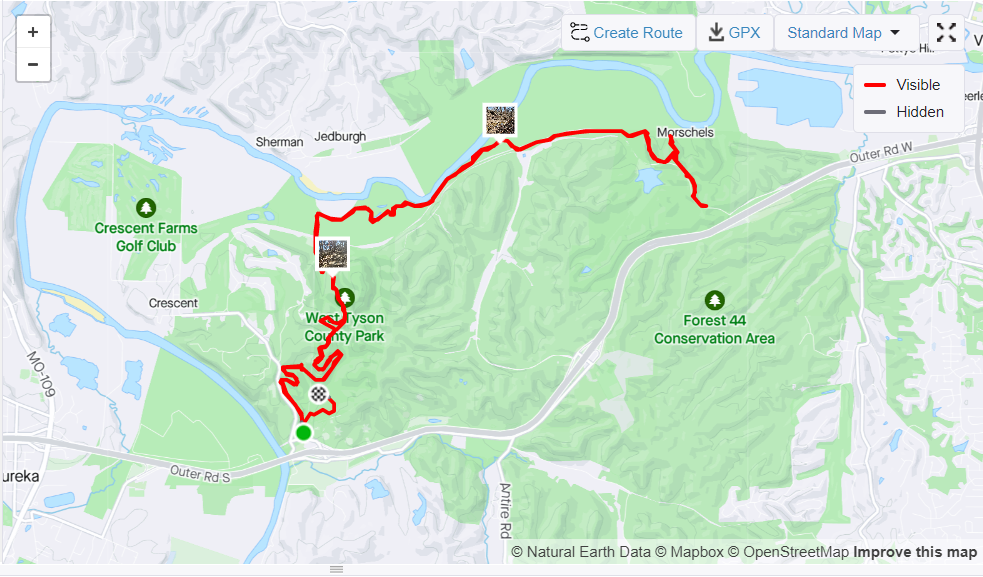 +
−
Create Route
GPX
Standard Map
Visible
Hidden
Sherman
Jedburgh
Morschels
Outer Rd W
Crescent Farms
Golf Club
Crescent
West Tyson
County Park
Forest 44
Conservation Area
MO-109
Outer Rd S
ureka
Antire Rd
© Natural Earth Data © Mapbox © OpenStreetMap Improve this map